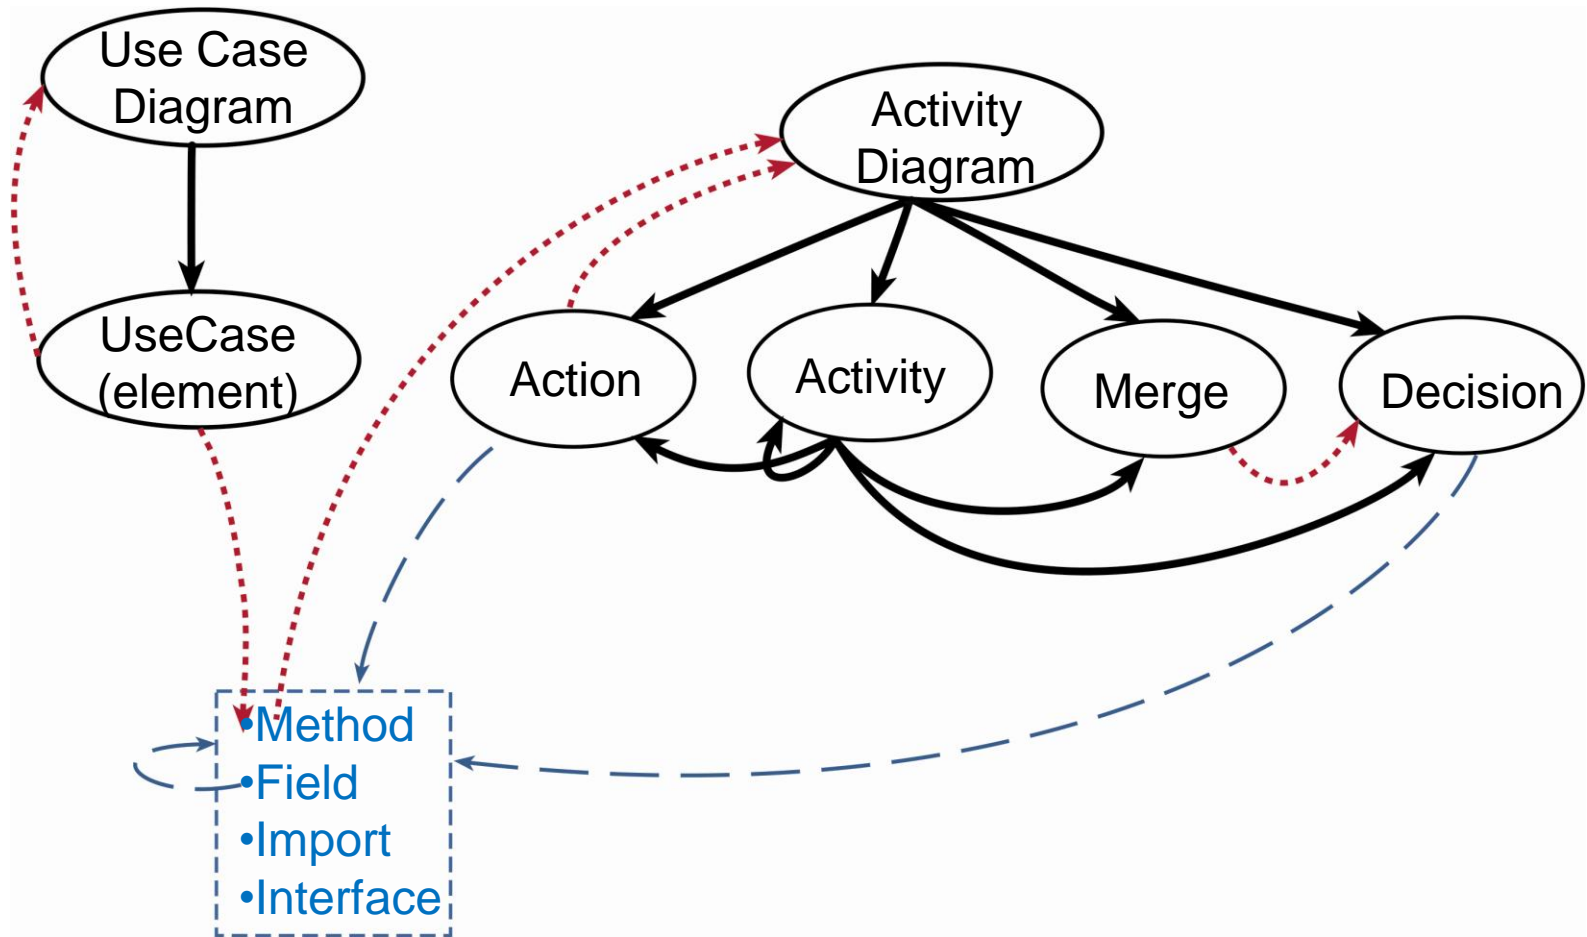 Use Case
Diagram
Activity
Diagram
UseCase
(element)
Action
Activity
Merge
Decision
•Method
•Field
•Import
•Interface